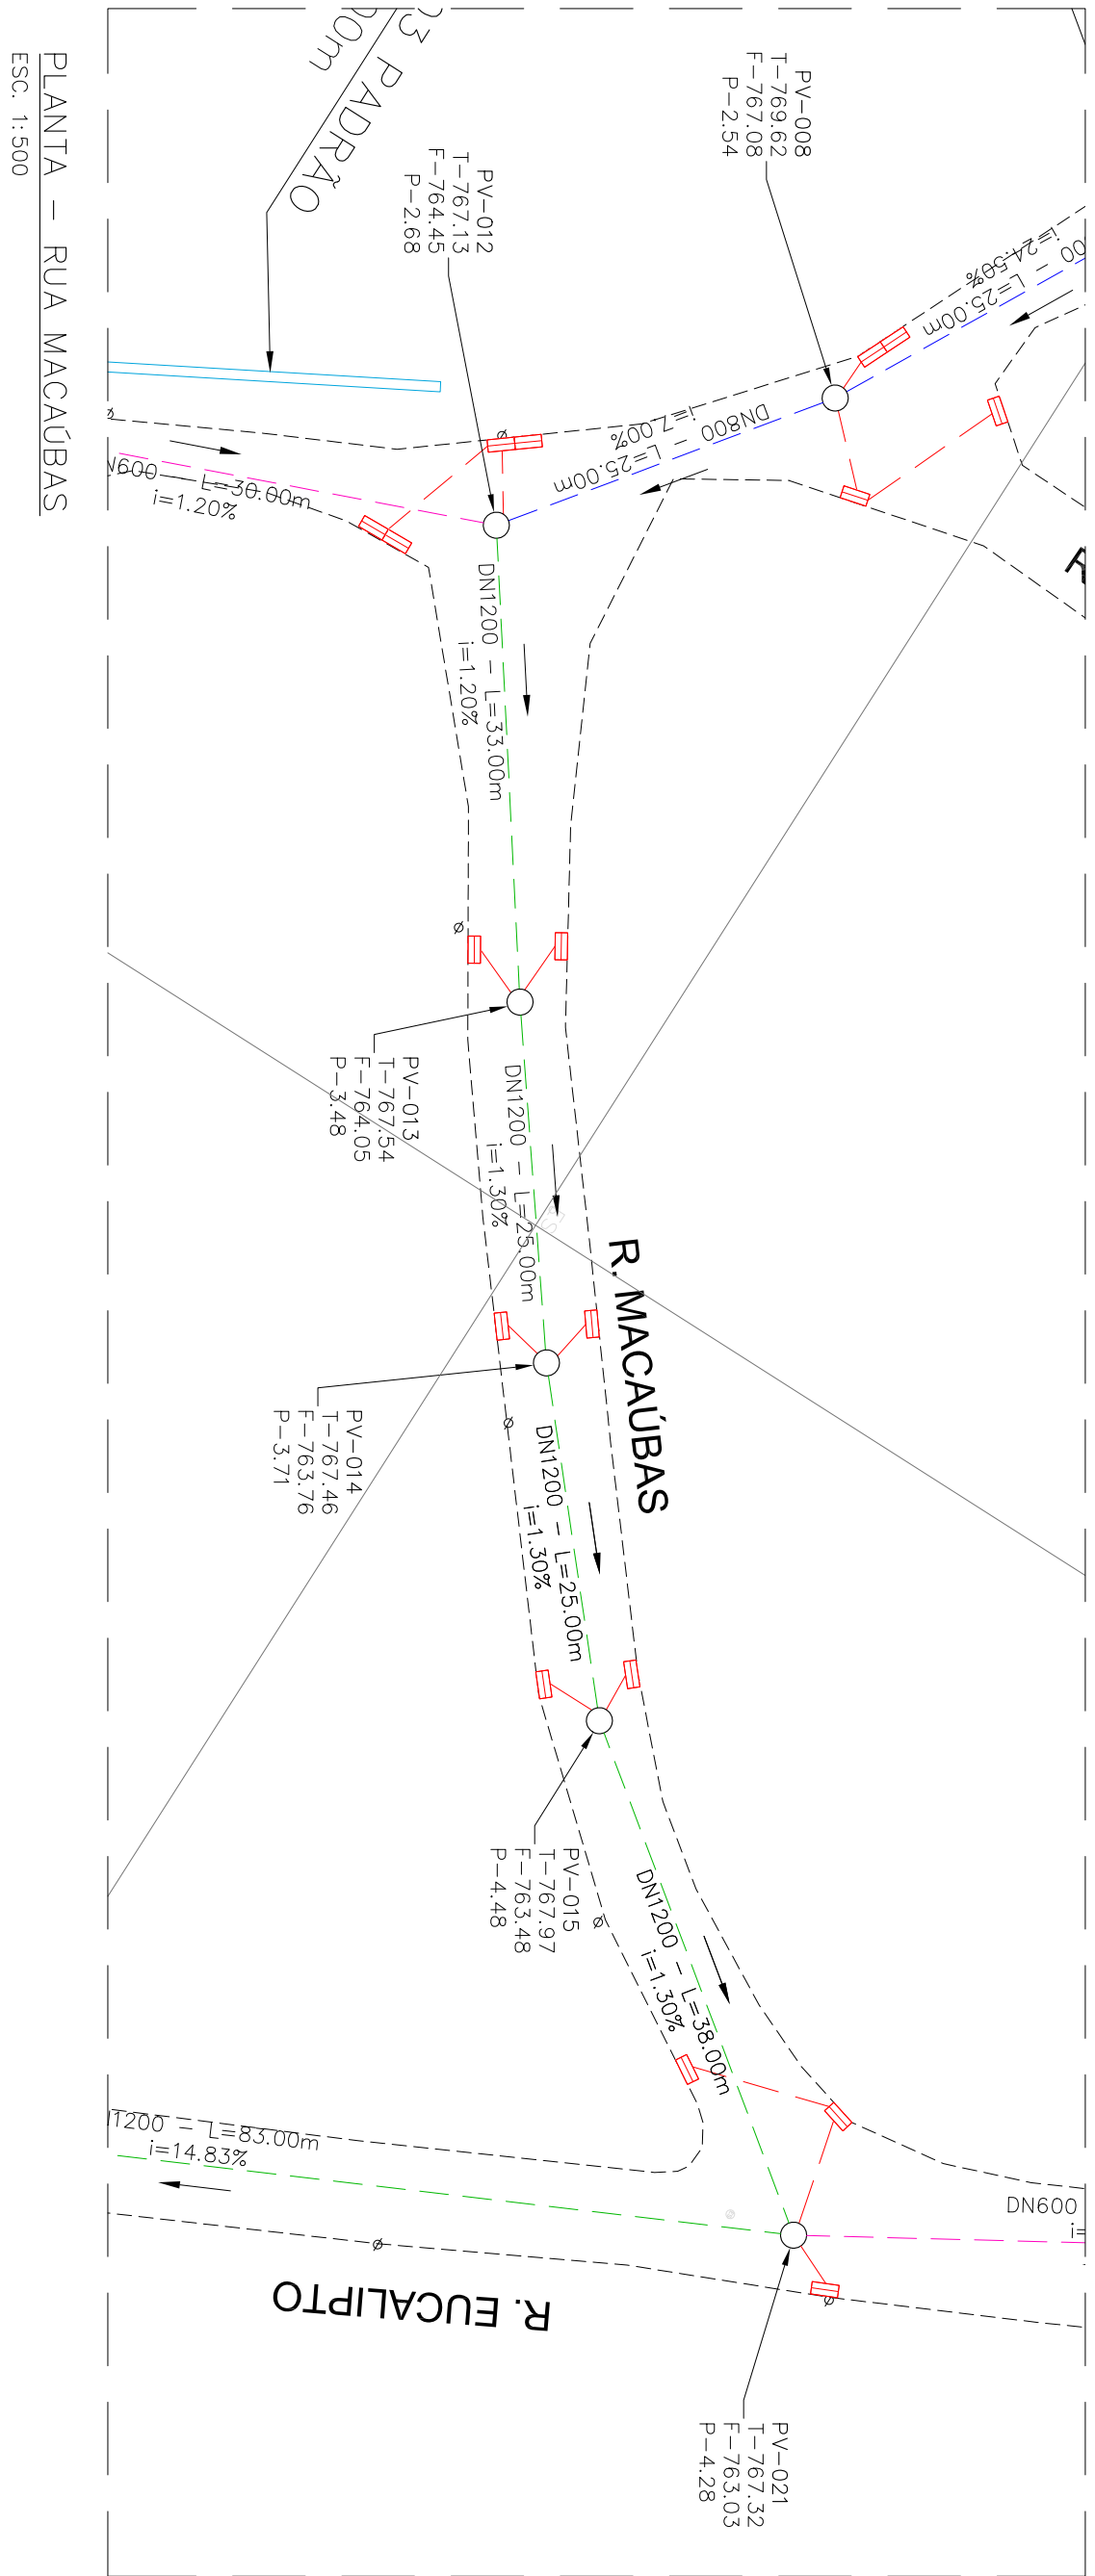 PLANTA - RUA MACAÚBAS
ESC. 1:500
03 PADRÃO
00m
PV-008
T-769.62
F-767.08
P-2.54
PV-012
T-767.13
F-764.45
P-2.68
00 - L=25.00m
i=24.50%
DN800 - L=25.00m
i=7.00%
N600 - L=30.00m
i=1.20%
R
DN1200 - L=33.00m
i=1.20%
PV-013
T-767.54
F-764.05
P-3.48
DN1200 - L=25.00m
i=1.30%
R. MACAÚBAS
PV-014
T-767.46
F-763.76
P-3.71
DN1200 - L=25.00m
i=1.30%
PV-015
T-767.97
F-763.48
P-4.48
DN1200 - L=38.00m
i=1.30%
1200 - L=83.00m
i=14.83%
DN600
i=
R. EUCALIPTO
PV-021
T-767.32
F-763.03
P-4.28